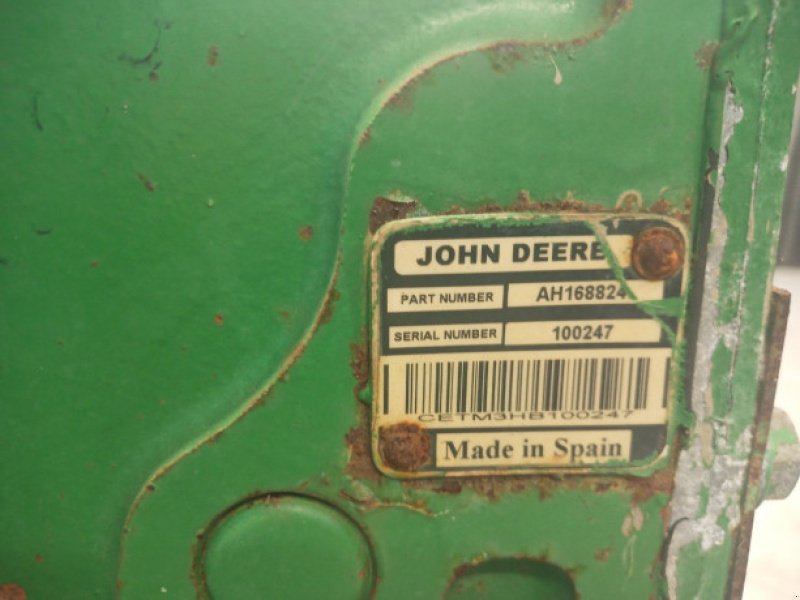 JOHN DEERE
PART NUMBER AH168824
SERIAL NUMBER 100247
CETM3HB100247
Made in Spain